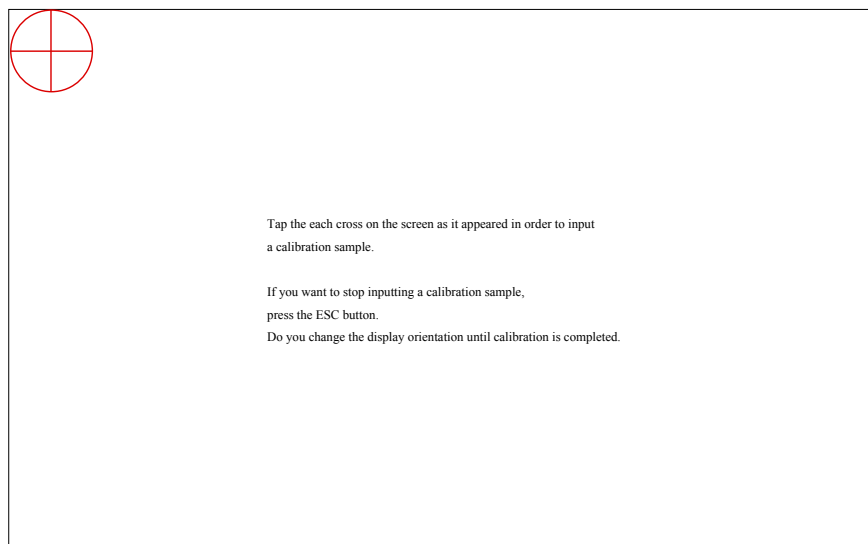 Tap the each cross on the screen as it appeared in order to input
a calibration sample.
If you want to stop inputting a calibration sample,
press the ESC button.
Do you change the display orientation until calibration is completed.